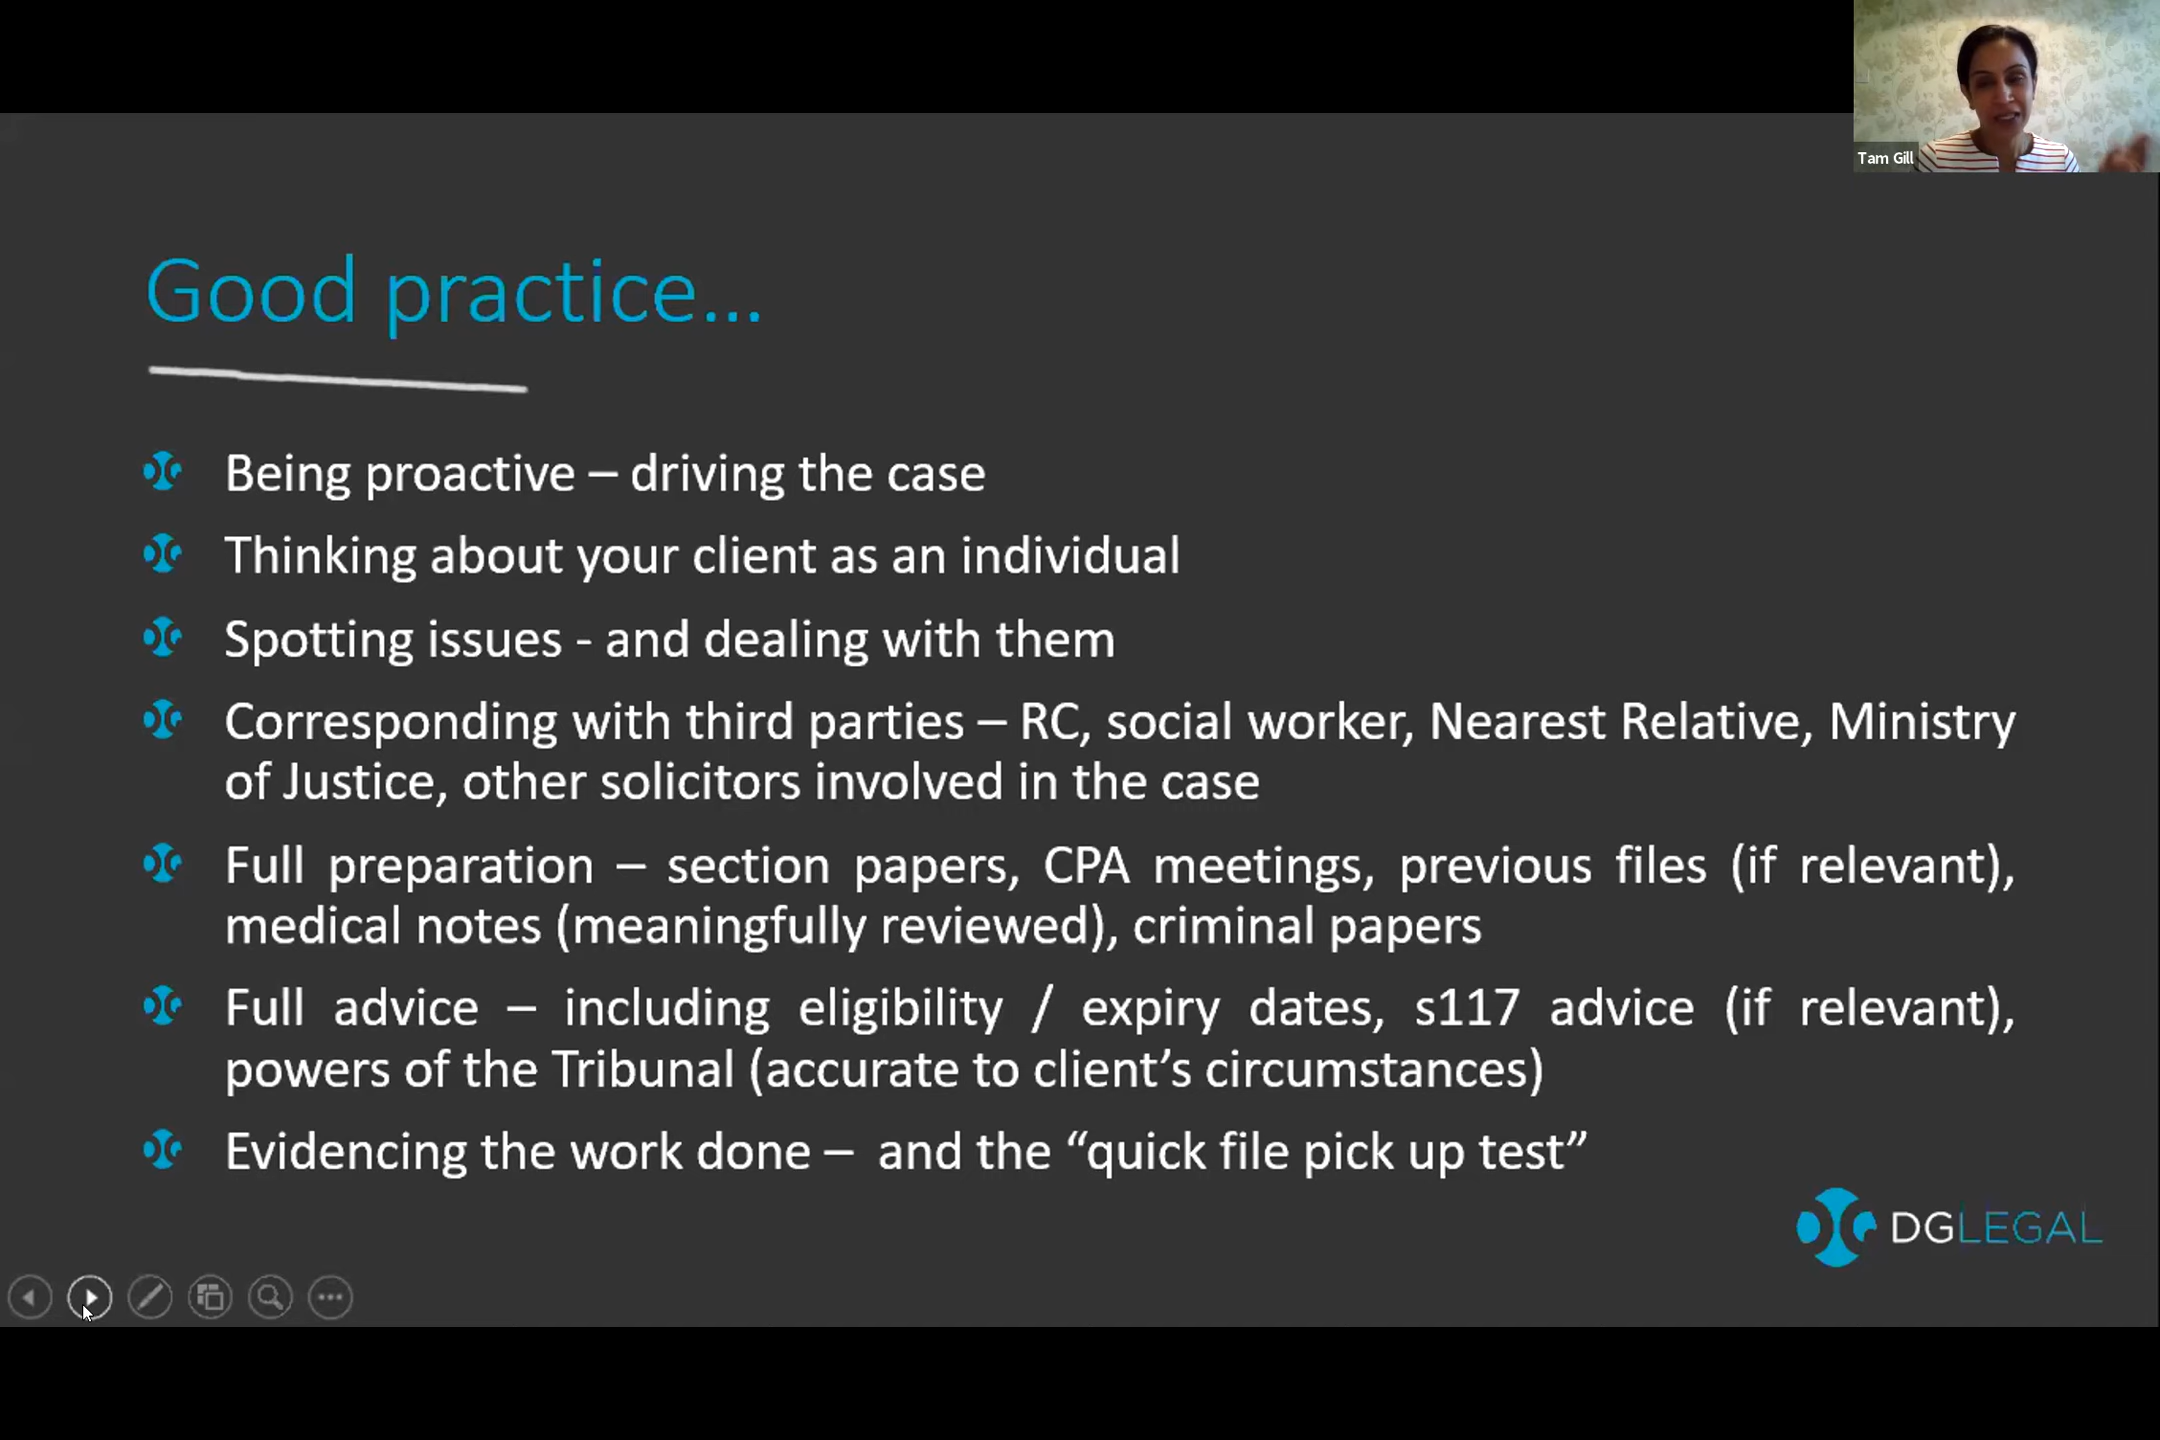 Tam Gill
Good practice...
Being proactive – driving the case
Thinking about your client as an individual
Spotting issues - and dealing with them
Corresponding with third parties – RC, social worker, Nearest Relative, Ministry
of Justice, other solicitors involved in the case
Full preparation – section papers, CPA meetings, previous files (if relevant),
medical notes (meaningfully reviewed), criminal papers
Full advice – including eligibility / expiry dates, s117 advice (if relevant),
powers of the Tribunal (accurate to client’s circumstances)
Evidencing the work done –  and the “quick file pick up test”
DGLEGAL